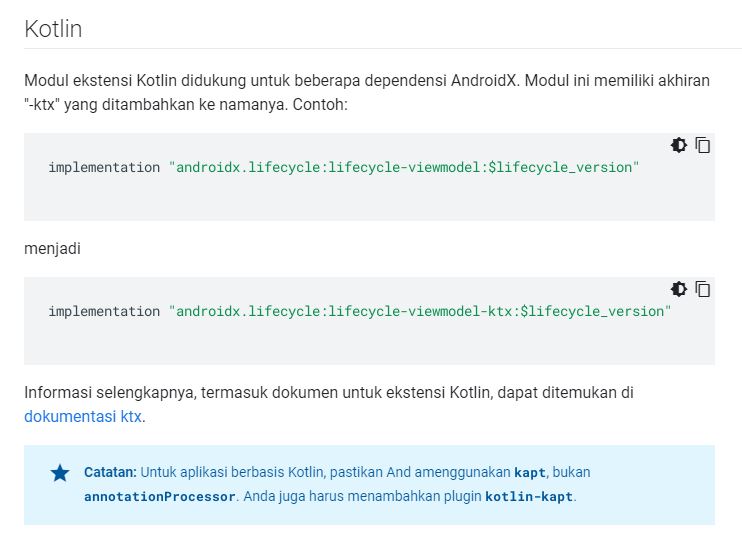 Kotlin
Modul ekstensi Kotlin didukung untuk beberapa dependensi AndroidX. Modul ini memiliki akhiran
"-ktx" yang ditambahkan ke namanya. Contoh:
implementation "androidx.lifecycle:lifecycle-viewmodel:$lifecycle_version"
menjadi
implementation "androidx.lifecycle:lifecycle-viewmodel-ktx:$lifecycle_version"
Informasi selengkapnya, termasuk dokumen untuk ekstensi Kotlin, dapat ditemukan di
dokumentasi ktx.
Catatan: Untuk aplikasi berbasis Kotlin, pastikan And amenggunakan kapt, bukan
annotationProcessor. Anda juga harus menambahkan plugin kotlin-kapt.